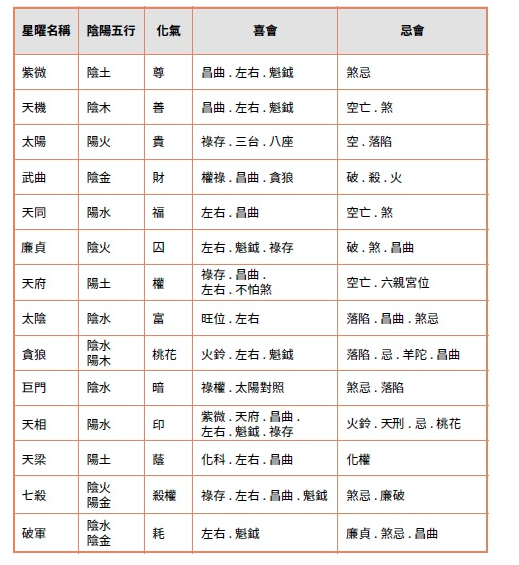 星曜名稱 陰陽五行 化氣 喜會 忌會
紫微 陰土 尊 昌曲．左右．魁鉞 煞忌
天機 陰木 善 昌曲．左右．魁鉞 空亡．煞
太陽 陽火 貴 祿存．三台．八座 空．落陷
武曲 陰金 財 權祿．昌曲．貪狼 破．殺．火
天同 陽水 福 左右．昌曲 空亡．煞
廉貞 陰火 囚 左右．魁鉞．祿存 破．煞．昌曲
天府 陽土 權 祿存．昌曲．
左右．不怕煞 空亡．六親宮位
太陰 陰水 富 旺位．左右 落陷．昌曲．煞忌
貪狼 陰水
陽木 桃花 火鈴．左右．魁鉞 落陷．忌．羊陀．昌曲
巨門 陰水 暗 祿權．太陽對照 煞忌．落陷
天相 陽水 印 紫微．天府．昌曲．
左右．魁鉞．祿存 火鈴．天刑．忌．桃花
天梁 陽土 蔭 化科．左右．昌曲 化權
七殺 陰火
陽金 殺權 祿存．左右．昌曲．魁鉞 煞忌．廉破
破軍 陰水
陰金 耗 左右．魁鉞 廉貞．煞忌．昌曲